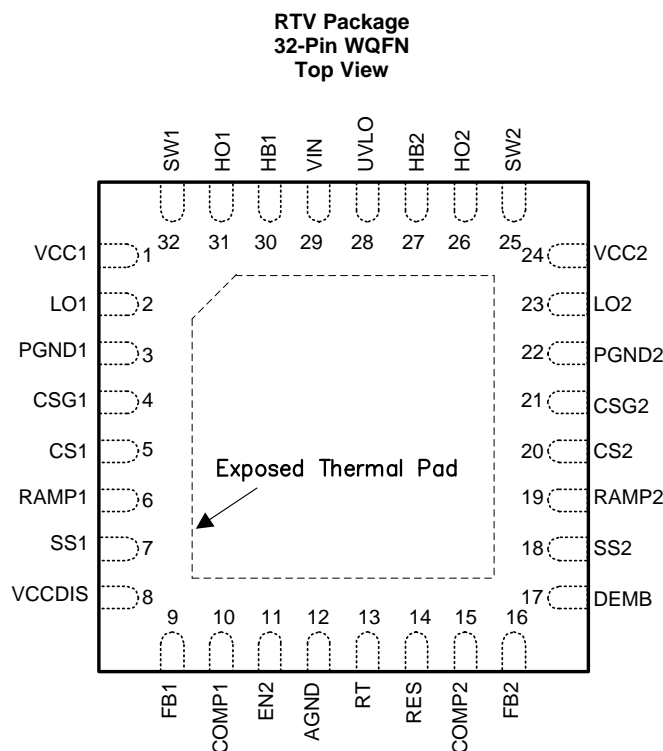 RTV Package
32-Pin WQFN
Top View
SW1
HO1
HB1
VIN
UVLO
HB2
HO2
SW2
32
31
30
29
28
27
26
25
VCC1
1
24
VCC2
LO1
2
23
LO2
PGND1
3
22
PGND2
CSG1
4
21
CSG2
CS1
5
20
CS2
Exposed Thermal Pad
RAMP1
6
19
RAMP2
SS1
7
18
SS2
VCCDIS
8
17
DEMB
9
10
11
12
13
14
15
16
FB1
COMP1
EN2
AGND
RT
RES
COMP2
FB2